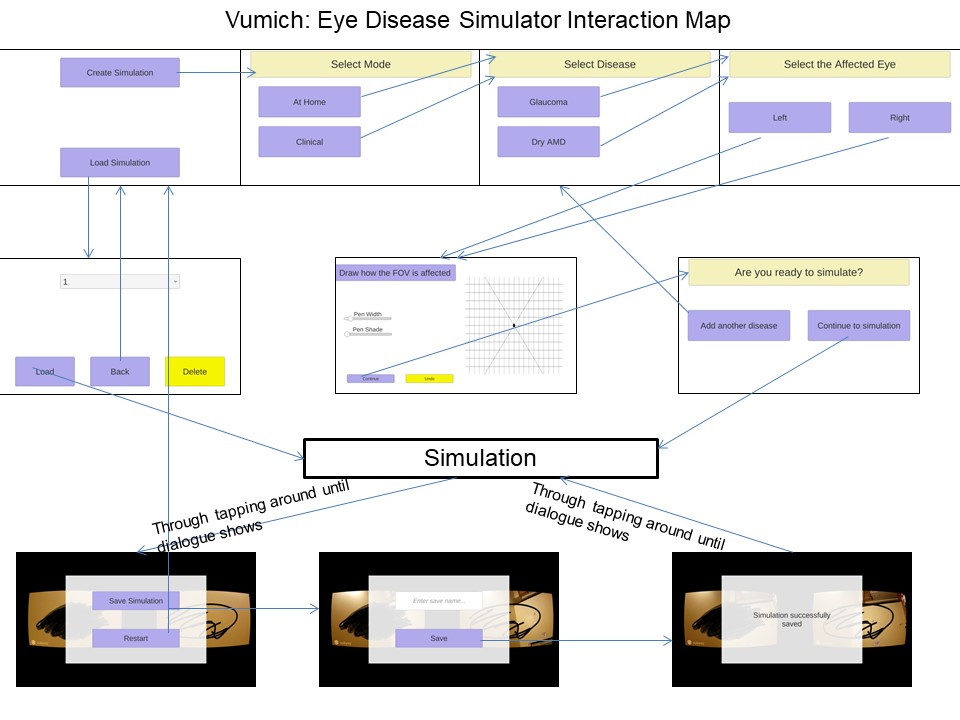 Vumich: Eye Disease Simulator Interaction Map
Create Simulation
Load Simulation
Select Mode
At Home
Clinical
Select Disease
Glaucoma
Dry AMD
Select the Affected Eye
Left
Right
1
Load
Back
Delete
Draw how the FOV is affected
Pen Width
Pen Shade
Continue
Undo
Are you ready to simulate?
Add another disease
Continue to simulation
Simulation
Through tapping around until
dialogue shows
Through tapping around until
dialogue shows
Save Simulation
Restart
Enter save name...
Save
Simulation successfully
saved